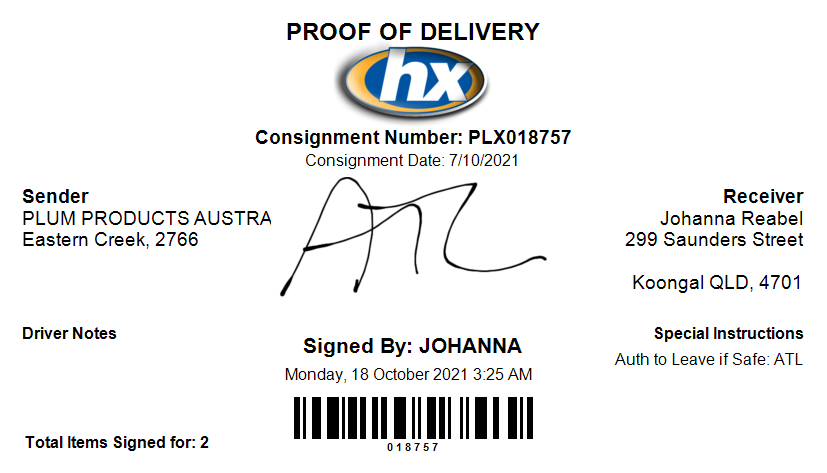 PROOF OF DELIVERY
hx
Consignment Number: PLX018757
Consignment Date: 7/10/2021
Sender
PLUM PRODUCTS AUSTRA
Eastern Creek, 2766
ATL
Receiver
Johanna Reabel
299 Saunders Street
Koongal QLD, 4701
Driver Notes
Signed By: JOHANNA
Monday, 18 October 2021 3:25 AM
Special Instructions
Auth to Leave if Safe: ATL
018757
Total Items Signed for: 2